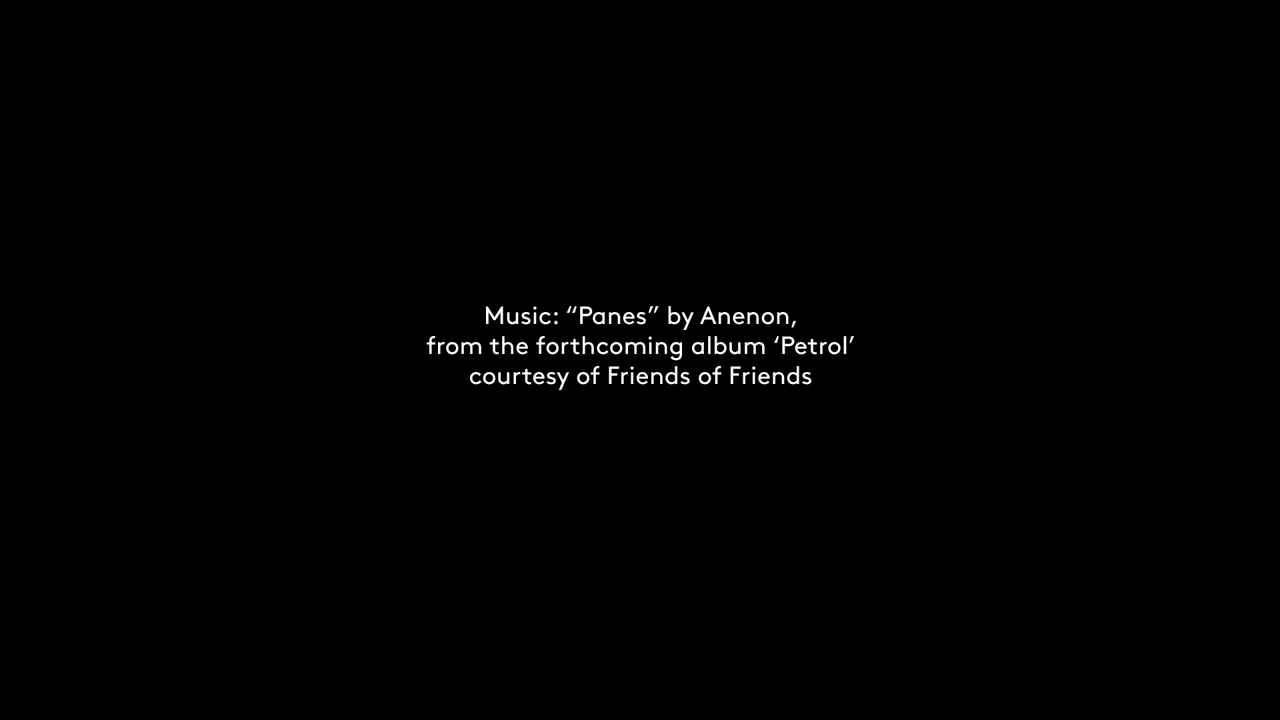 Music: “Panes” by Anenon,
from the forthcoming album ‘Petrol’
courtesy of Friends of Friends